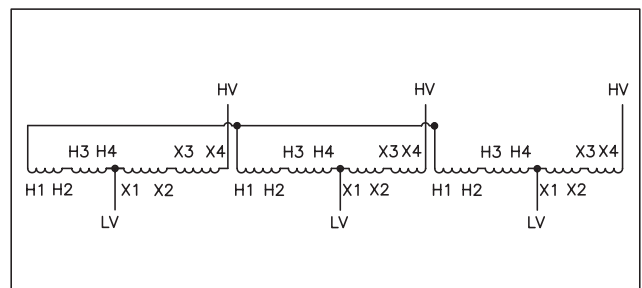 HV HV HV
H3 H4 X3 X4 H3 H4 X3 X4 H3 H4 X3 X4
H1 H2 X1 X2 H1 H2 X1 X2 H1 H2 X1 X2
LV LV LV